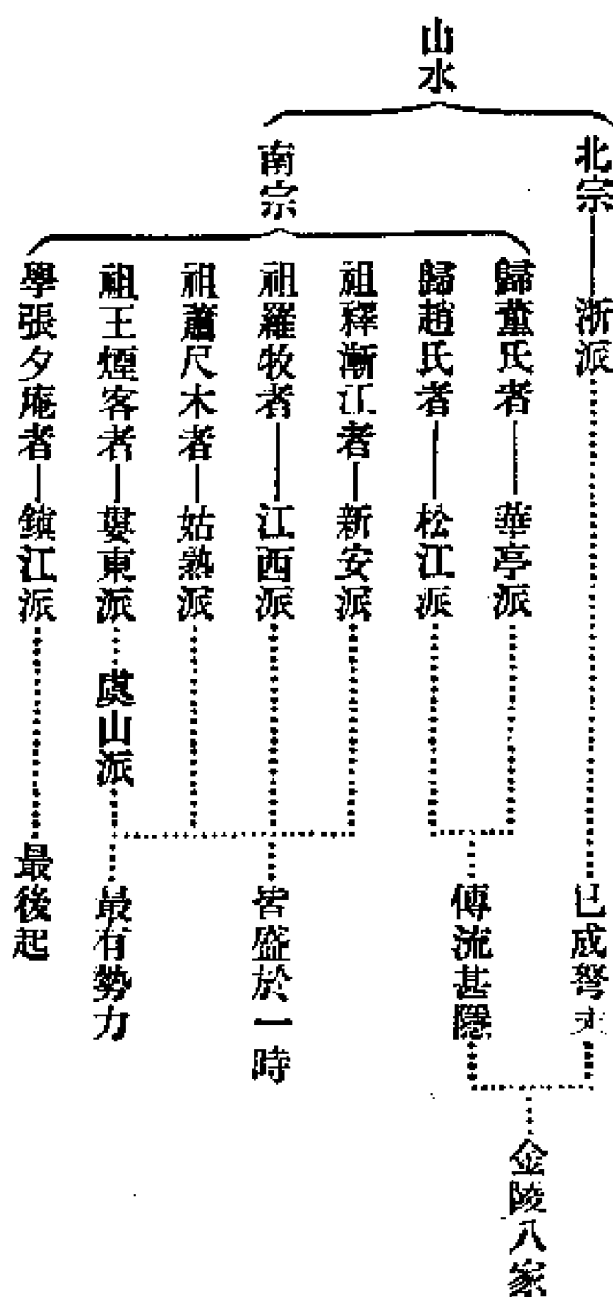 山水
北宗
浙派
已成弩末
南宗
歸董氏者
華亭派
歸趙氏者
松江派
傳流甚隱
金陵八家
祖釋漸江者
新安派
祖羅牧者
江西派
祖蕭尺木者
姑熟派
祖王煙客者
婁東派
虞山派
皆盛於一時
最有勢力
學張夕庵者
鎮江派
最後起